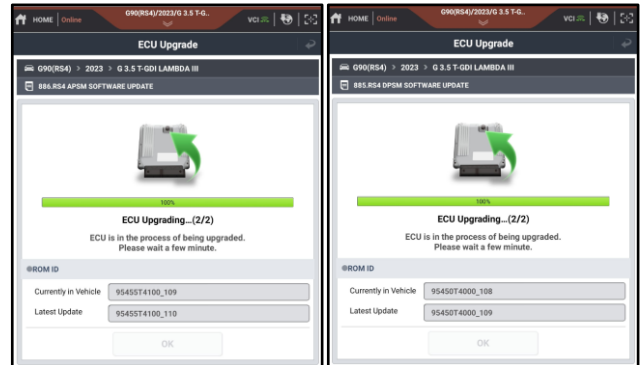 HOME Online G90(RS4)/2023/G 3.5 T-G.. VCI
ECU Upgrade
G90(RS4) > 2023 > G 3.5 T-GDI LAMBDA III
886.RS4 APSM SOFTWARE UPDATE
100%
ECU Upgrading...(2/2)
ECU is in the process of being upgraded.
Please wait a few minute.
ROM ID
Currently in Vehicle 95455T4100_109
Latest Update 95455T4100_110
OK
HOME Online G90(RS4)/2023/G 3.5 T-G.. VCI
ECU Upgrade
G90(RS4) > 2023 > G 3.5 T-GDI LAMBDA III
885.RS4 DPSM SOFTWARE UPDATE
100%
ECU Upgrading...(2/2)
ECU is in the process of being upgraded.
Please wait a few minute.
ROM ID
Currently in Vehicle 95450T4000_108
Latest Update 95450T4000_109
OK